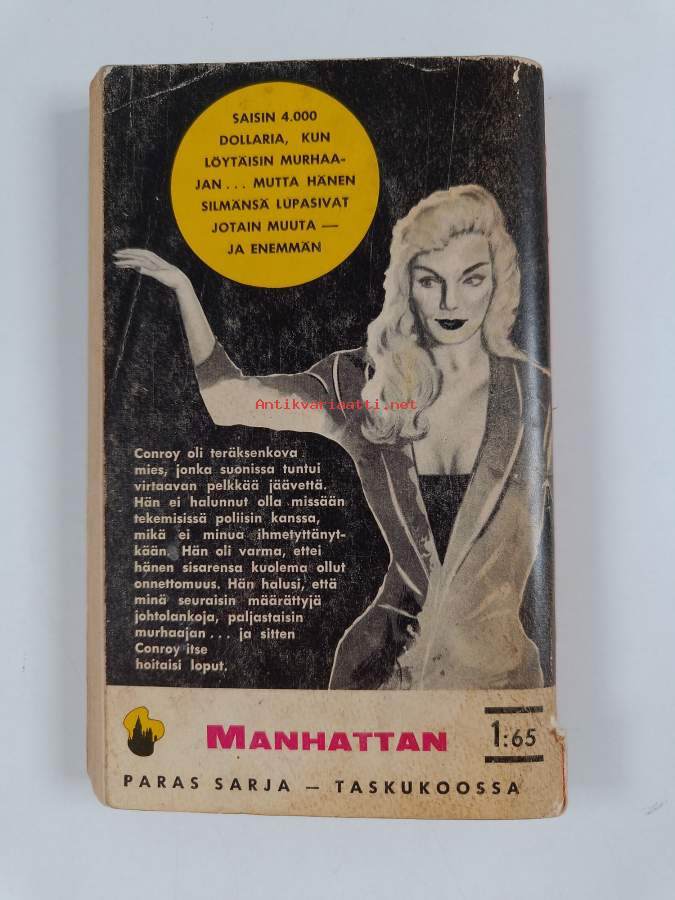 SAISIN 4.000
DOLLARIA, KUN
LÖYTÄISIN MURHAA-
JAN... MUTTA HÄNEN
SILMÄNSÄ LUPASIVAT
JOTAIN MUUTA —
JA ENEMMÄN
Antikvariaatti.net
Conroy oli teräksenkova
mies, jonka suonissa tuntui
virtaavan pelkkää jäävettä.
Hän ei halunnut olla missään
tekemisissä poliisin kanssa,
mikä ei minua ihmetyttänyt-
kään. Hän oli varma, ettei
hänen sisarensa kuolema ollut
onnettomuus. Hän halusi, että
minä seuraisin määrättyjä
johtolankoja, paljastaisin
murhaajan... ja sitten
Conroy itse
hoitaisi loput.
MANHATTAN
1:65
PARAS SARJA — TASKUKOOSSA